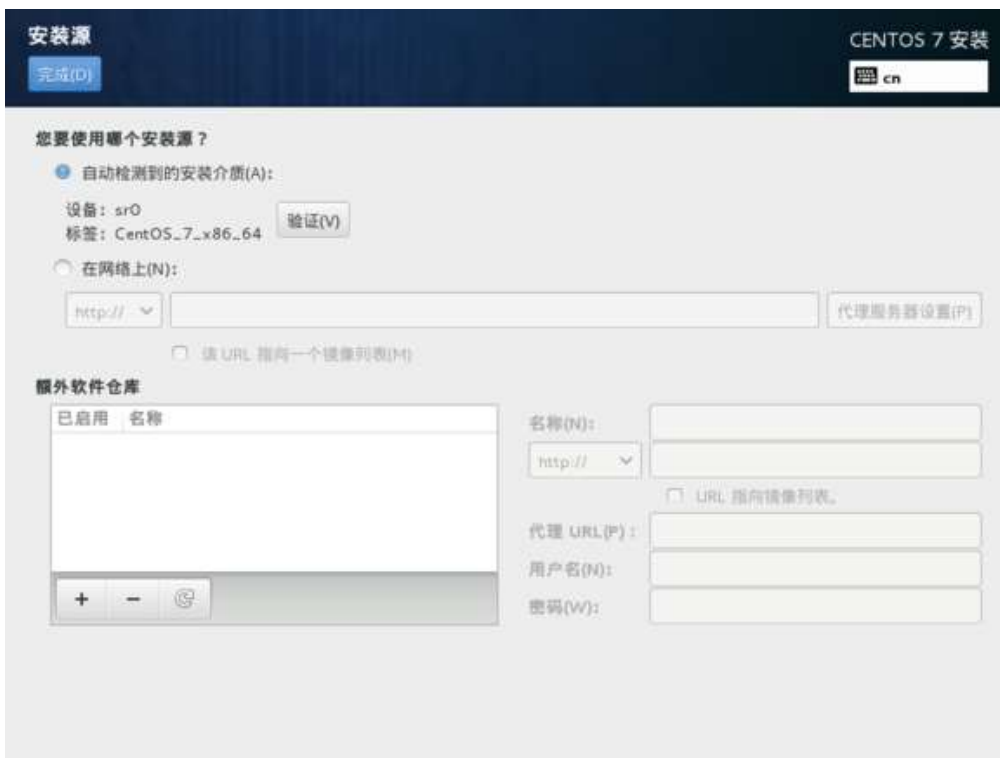 安装源
CENTOS 7 安装
完成(D)
cn
您要使用哪个安装源？
自动检测到的安装介质(A):
设备: sr0
标签: CentOS_7_x86_64
验证(V)
在网络上(N):
http://
代理服务器设置(P)
该 URL 指向一个镜像列表(M)
额外软件仓库
已启用 名称
名称(N):
http://
URL 指向镜像列表。
代理 URL(P) :
用户名(N):
密码(W):